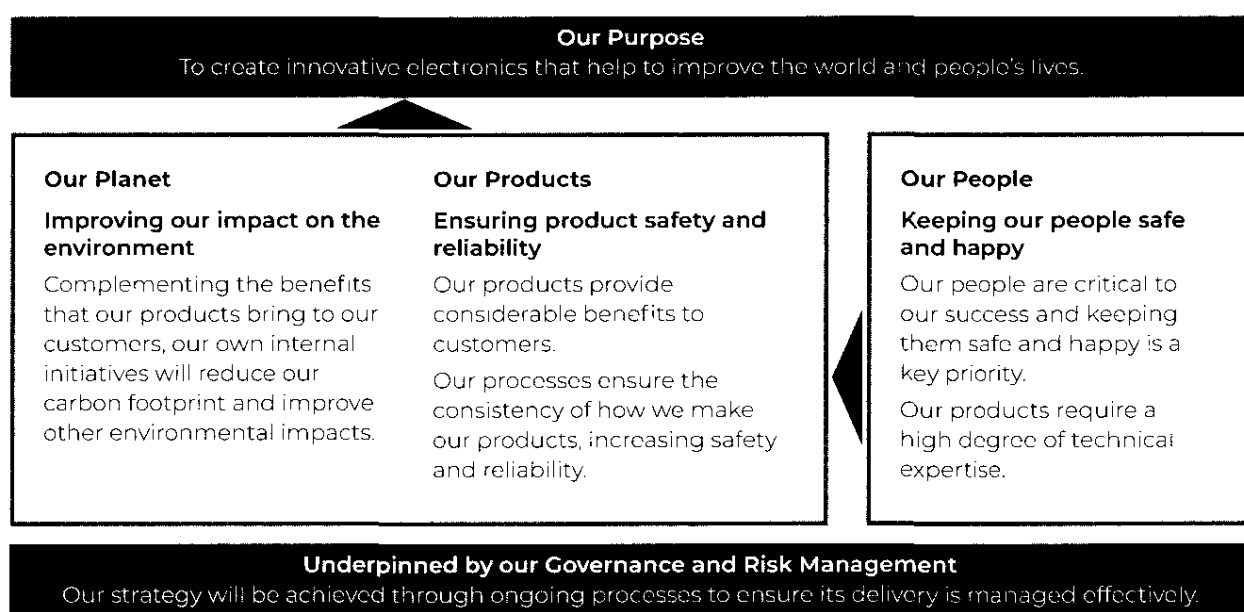 Our Purpose
To create innovative electronics that help to improve the world and people's lives.
Our Planet
Improving our impact on the
environment
Complementing the benefits
that our products bring to our
customers, our own internal
initiatives will reduce our
carbon footprint and improve
other environmental impacts.
Our Products
Ensuring product safety and
reliability
Our products provide
considerable benefits to
customers.
Our processes ensure the
consistency of how we make
our products, increasing safety
and reliability.
Our People
Keeping our people safe
and happy
Our people are critical to
our success and keeping
them safe and happy is a
key priority.
Our products require a
high degree of technical
expertise.
Underpinned by our Governance and Risk Management
Our strategy will be achieved through ongoing processes to ensure its delivery is managed effectively.